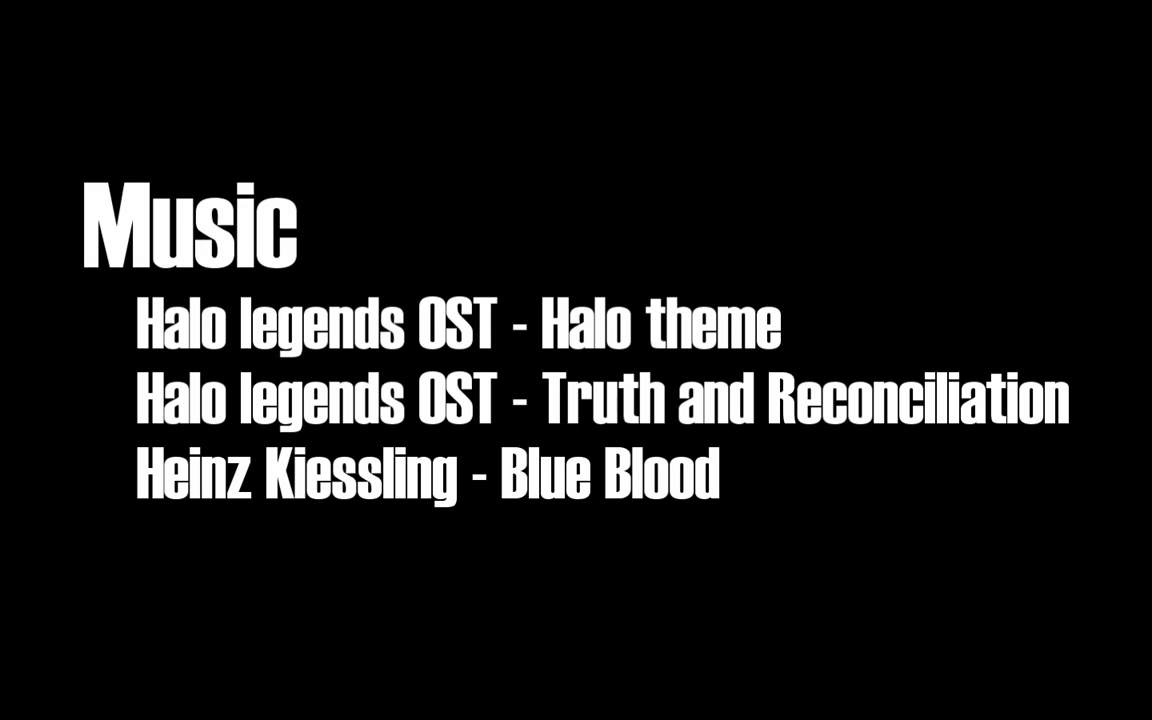 Music
Halo legends OST - Halo theme
Halo legends OST - Truth and Reconciliation
Heinz Kiessling - Blue Blood